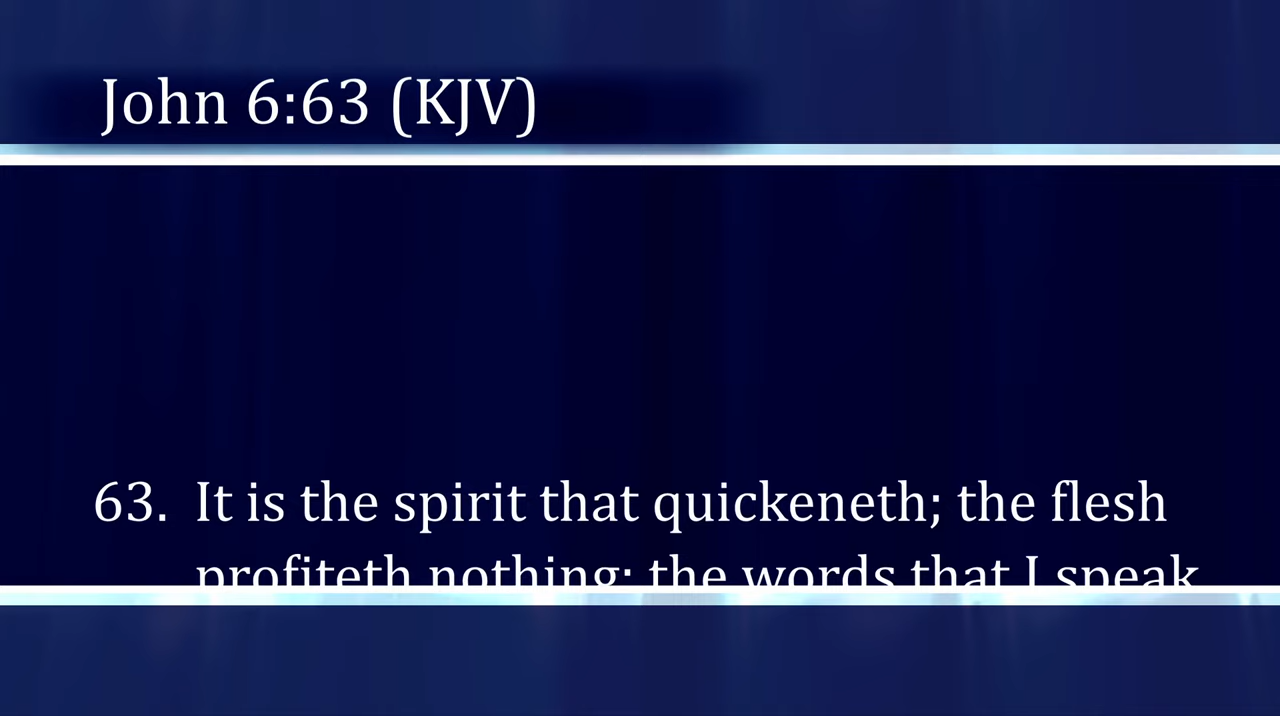 John 6:63 (KJV)
63. It is the spirit that quickeneth; the flesh
profiteth nothing: the words that I speak